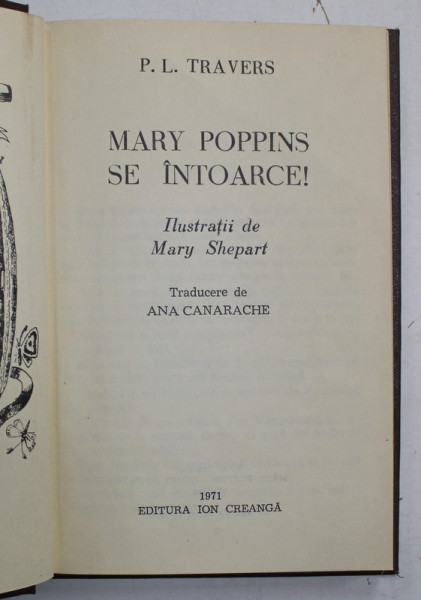 P. L. TRAVERS
MARY POPPINS
SE ÎNTOARCE!
Ilustrații de
Mary Shepart
Traducere de
ANA CANARACHE
1971
EDITURA ION CREANGĂ